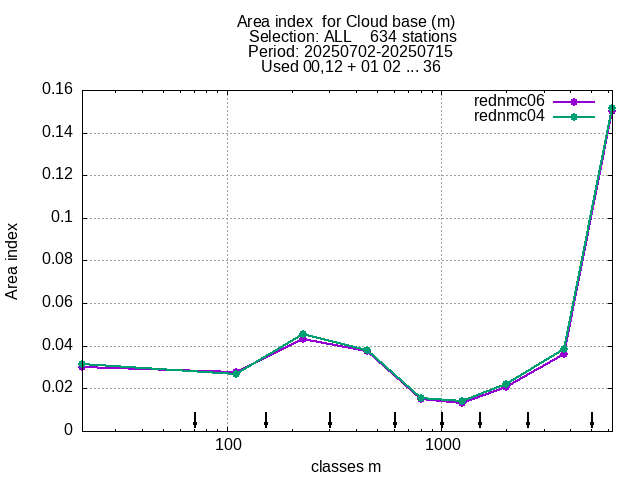 Area index  for Cloud base (m)
Selection: ALL    634 stations
Period: 20250702-20250715
Used 00,12 + 01 02 ... 36
rednmc06
rednmc04
0.16
0.14
0.12
0.1
0.08
0.06
0.04
0.02
0
Area index
100
1000
classes m